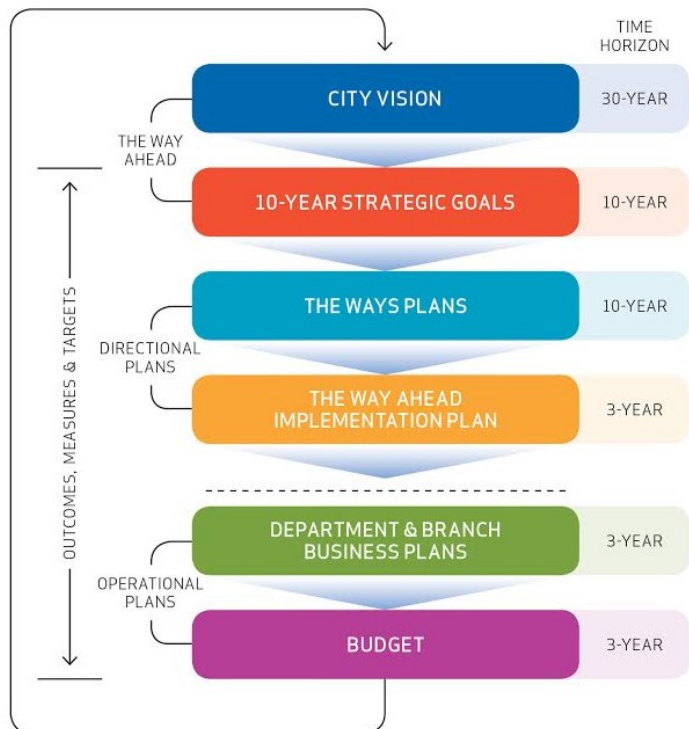 TIME
HORIZON
CITY VISION
30-YEAR
THE WAY
AHEAD
10-YEAR STRATEGIC GOALS
10-YEAR
OUTCOMES, MEASURES & TARGETS
THE WAYS PLANS
10-YEAR
DIRECTIONAL
PLANS
THE WAY AHEAD
IMPLEMENTATION PLAN
3-YEAR
DEPARTMENT & BRANCH
BUSINESS PLANS
3-YEAR
OPERATIONAL
PLANS
BUDGET
3-YEAR